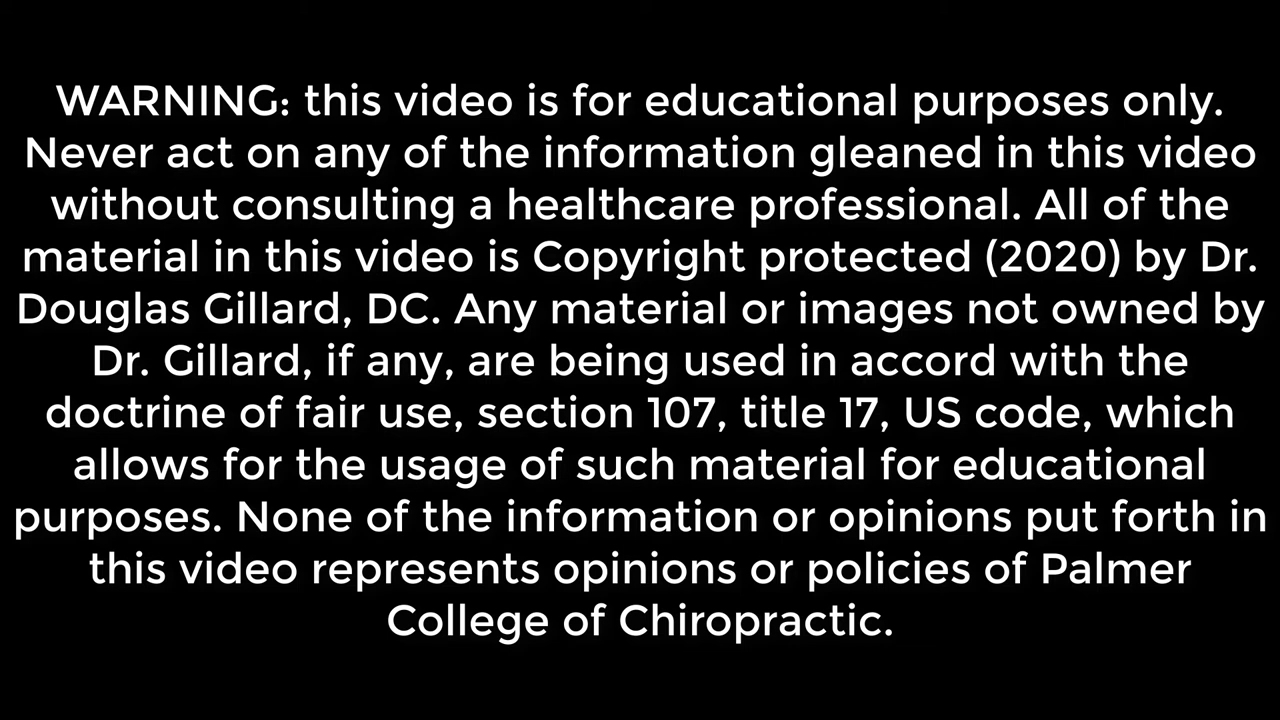 WARNING: this video is for educational purposes only.
Never act on any of the information gleaned in this video
without consulting a healthcare professional. All of the
material in this video is Copyright protected (2020) by Dr.
Douglas Gillard, DC. Any material or images not owned by
Dr. Gillard, if any, are being used in accord with the
doctrine of fair use, section 107, title 17, US code, which
allows for the usage of such material for educational
purposes. None of the information or opinions put forth in
this video represents opinions or policies of Palmer
College of Chiropractic.